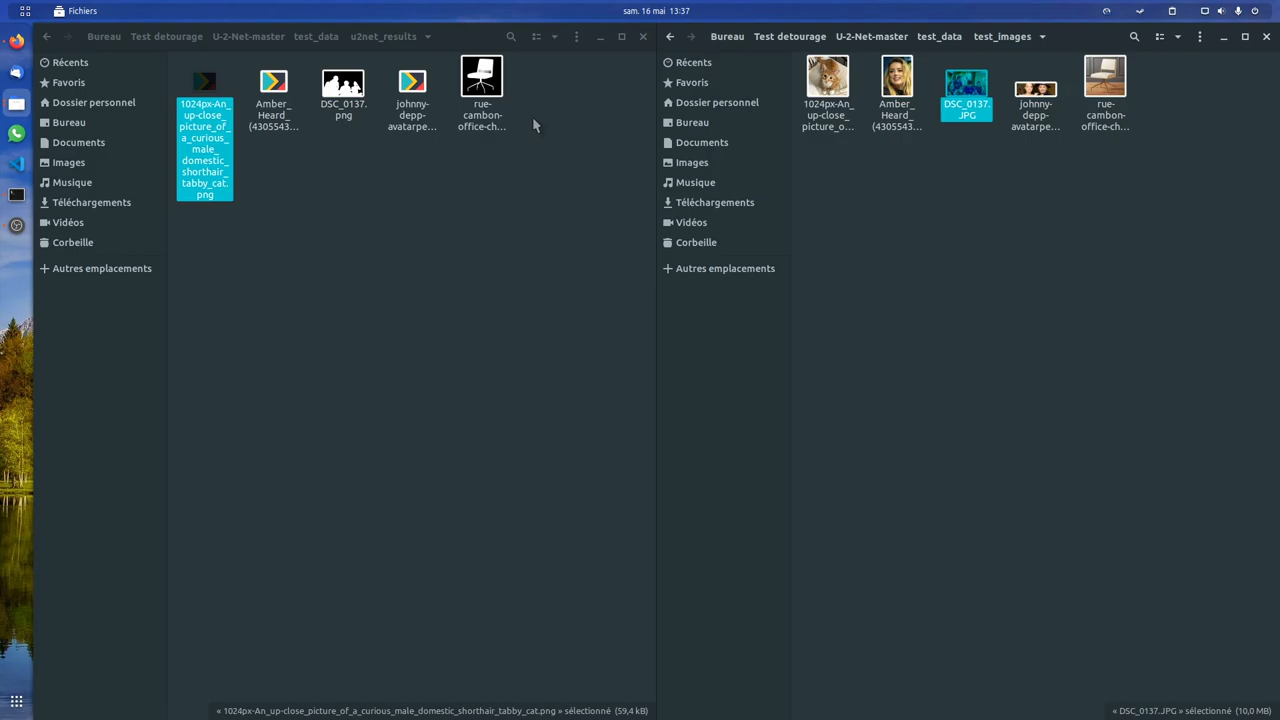 Fichiers
sam. 16 mai 13:37
Bureau Test detourage U-2-Net-master test_data u2net_results
Récents
Favoris
Dossier personnel
Bureau
Documents
Images
Musique
Téléchargements
Vidéos
Corbeille
Autres emplacements
1024px-An_
up-close_
picture_of_
a_curious_
male_
domestic_
shorthair_
tabby_cat.
png
Amber_
Heard_
(4305543...
DSC_0137.
png
johnny-
depp-
avatarpe...
rue-
cambon-
office-ch...
« 1024px-An_up-close_picture_of_a_curious_male_domestic_shorthair_tabby_cat.png » sélectionné (59,4 kB)
Bureau Test detourage U-2-Net-master test_data test_images
Récents
Favoris
Dossier personnel
Bureau
Documents
Images
Musique
Téléchargements
Vidéos
Corbeille
Autres emplacements
1024px-An_
up-close_
picture_o...
Amber_
Heard_
(4305543...
DSC_0137.
JPG
johnny-
depp-
avatarpe...
rue-
cambon-
office-ch...
« DSC_0137.JPG » sélectionné (10,0 MB)